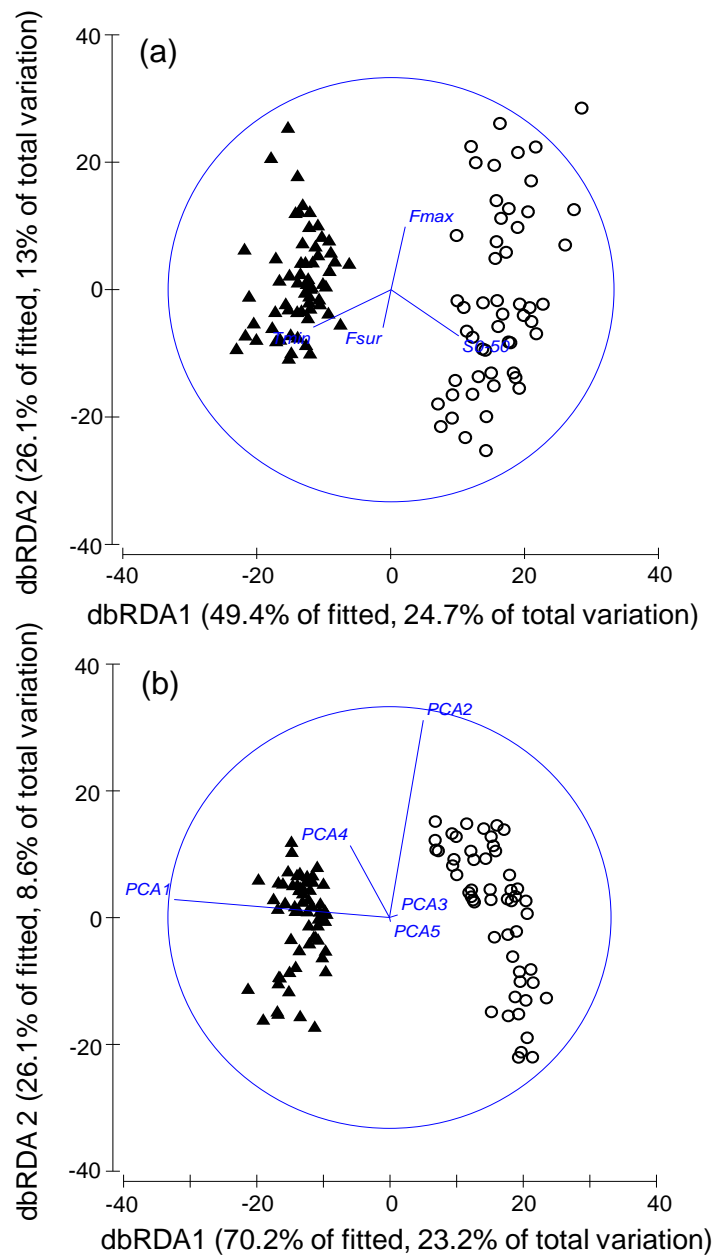 (a)
40
20
0
-20
-40
dbRDA2 (26.1% of fitted, 13% of total variation)
Fmax
Tmin
Fsur
S0-50
-40
-20
0
20
40
dbRDA1 (49.4% of fitted, 24.7% of total variation)
(b)
40
20
0
-20
-40
dbRDA 2 (26.1% of fitted, 8.6% of total variation)
PCA2
PCA4
PCA1
PCA3
PCA5
-40
-20
0
20
40
dbRDA1 (70.2% of fitted, 23.2% of total variation)